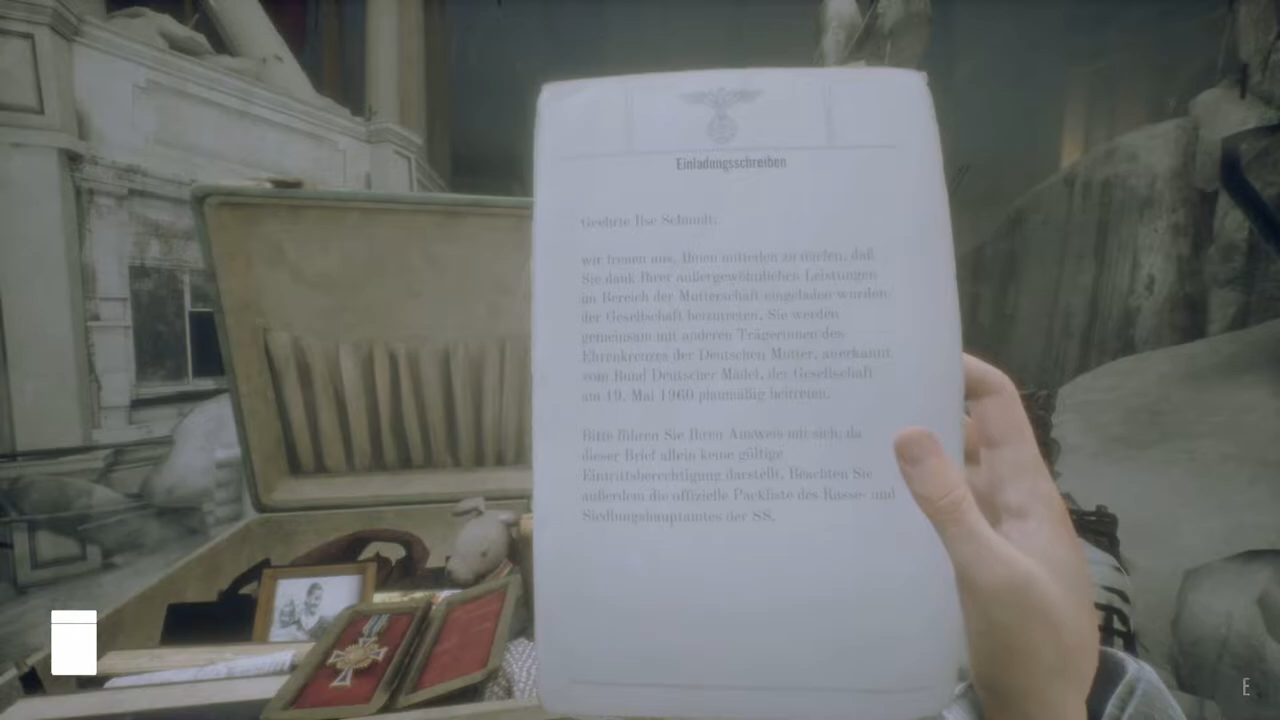 Einladungsschreiben
Geehrte Ilse Schmidt,
wir freuen uns, Ihnen mitteilen zu dürfen, daß
Sie dank Ihrer außergewöhnlichen Leistungen
im Bereich der Mutterschaft eingeladen wurden,
der Gesellschaft beizutreten. Sie werden
gemeinsam mit anderen Trägerinnen des
Ehrenkreuzes der Deutschen Mutter, anerkannt
vom Bund Deutscher Mädel, der Gesellschaft
am 19. Mai 1960 planmäßig beitreten.
Bitte führen Sie Ihren Ausweis mit sich, da
dieser Brief allein keine gültige
Eintrittsberechtigung darstellt. Beachten Sie
außerdem die offizielle Packliste des Rasse- und
Siedlungshauptamtes der SS.
E